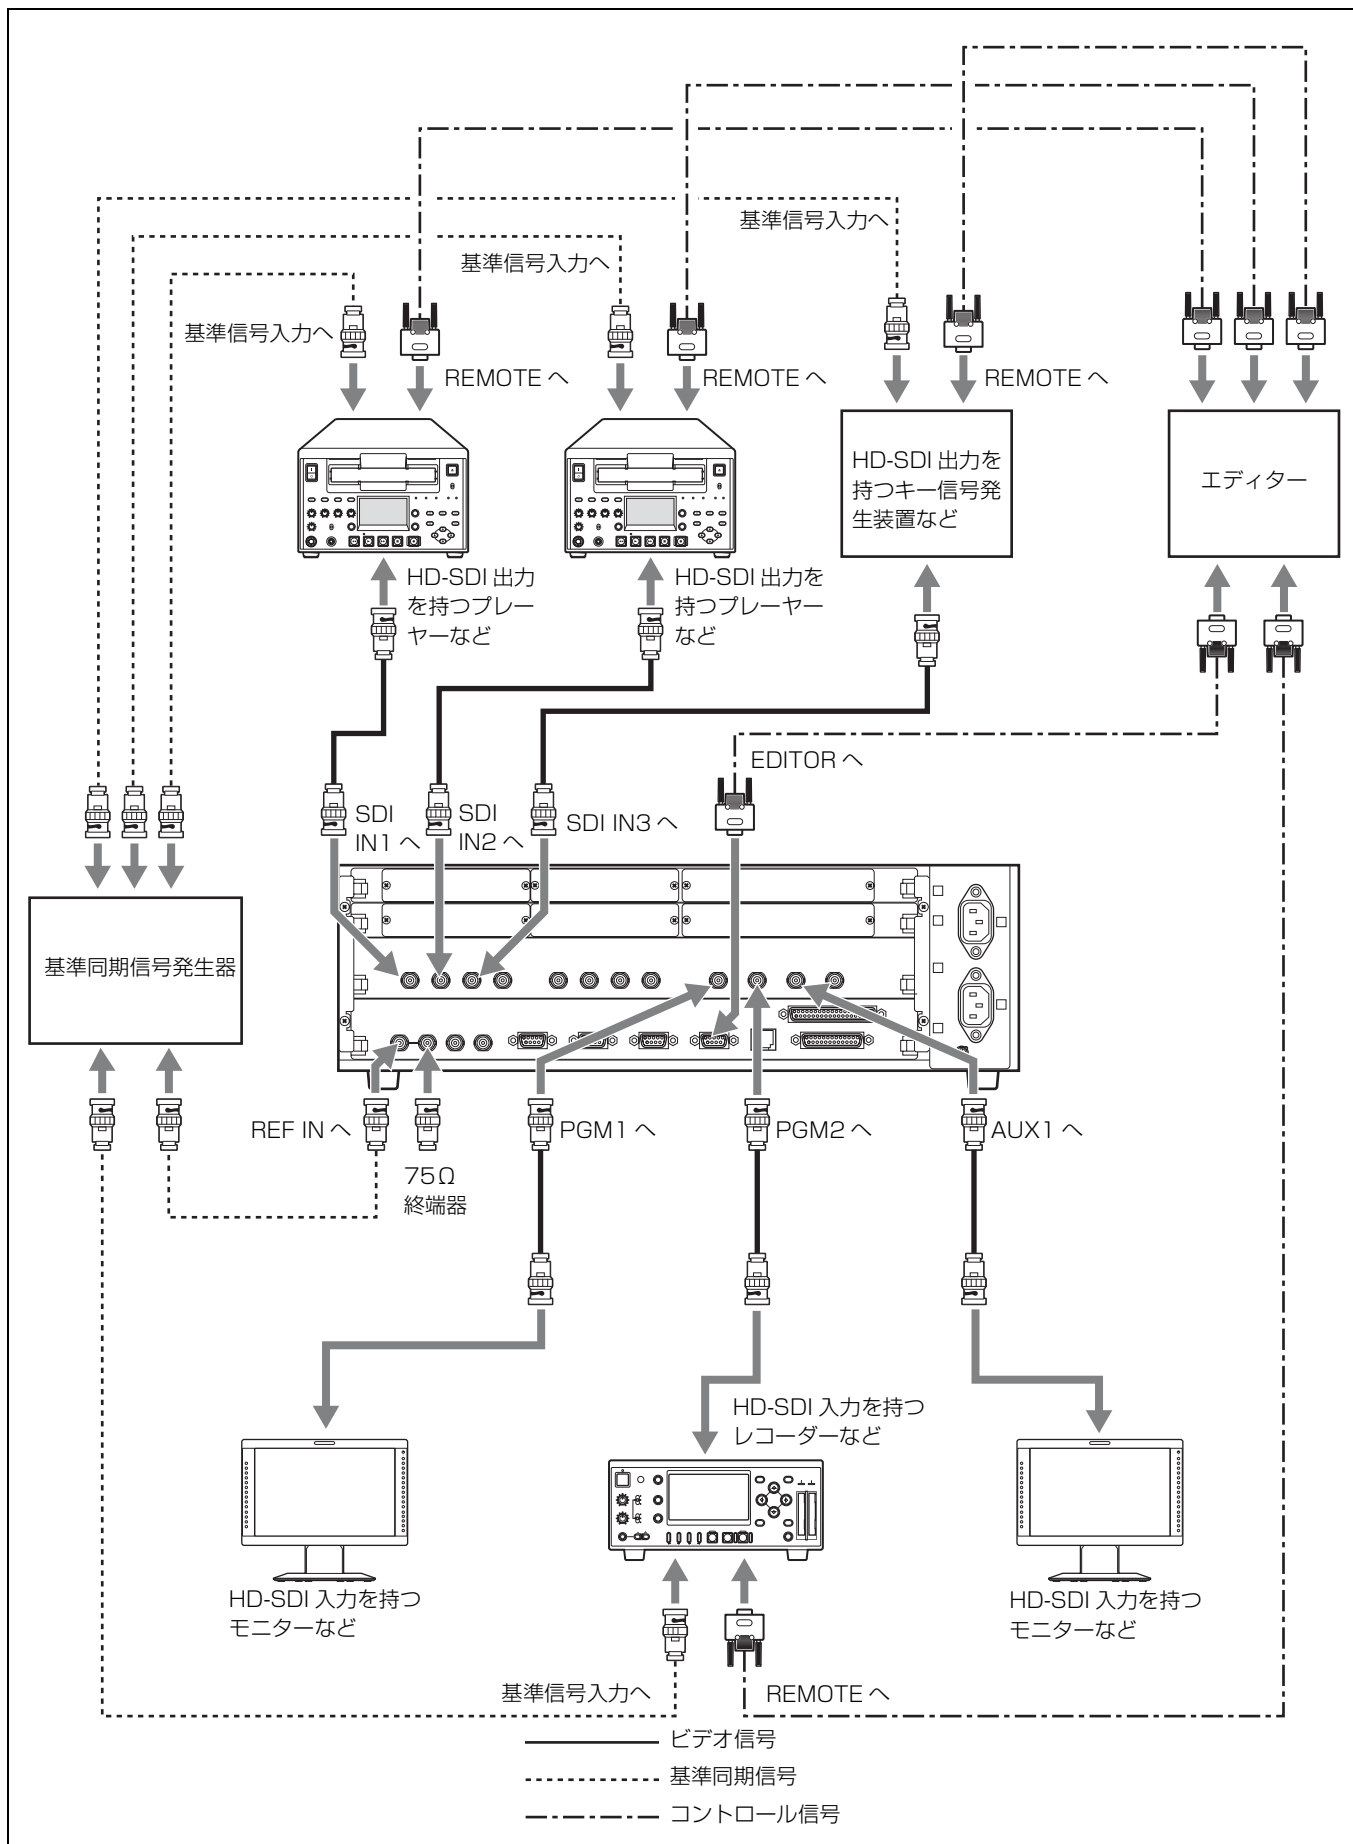 基準信号入力へ
基準信号入力へ
基準信号入力へ
REMOTE へ
REMOTE へ
REMOTE へ
HD-SDI 出力を
持つキー信号発
生装置など
エディター
HD-SDI 出力
を持つプレー
ヤーなど
HD-SDI 出力を
持つプレーヤー
など
EDITOR へ
SDI
IN1 へ
SDI
IN2 へ
SDI IN3 へ
基準同期信号発生器
REF IN へ
75Ω
終端器
PGM1 へ
PGM2 へ
AUX1 へ
HD-SDI 入力を持つ
レコーダーなど
HD-SDI 入力を持つ
モニターなど
HD-SDI 入力を持つ
モニターなど
基準信号入力へ
REMOTE へ
ビデオ信号
基準同期信号
コントロール信号